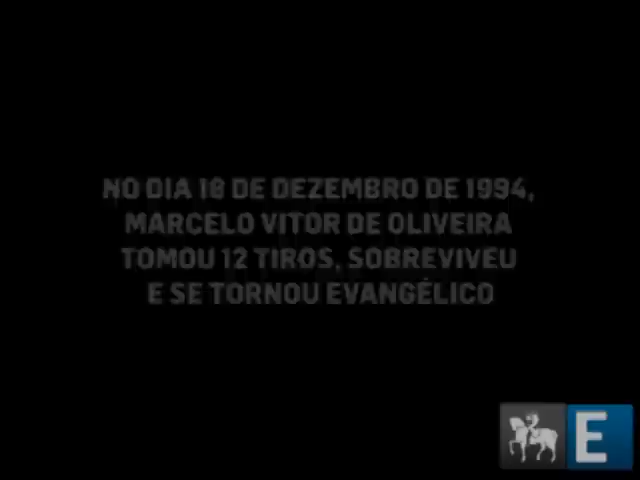 NO DIA 18 DE DEZEMBRO DE 1994,
MARCELO VITOR DE OLIVEIRA
TOMOU 12 TIROS, SOBREVIVEU
E SE TORNOU EVANGÉLICO
E